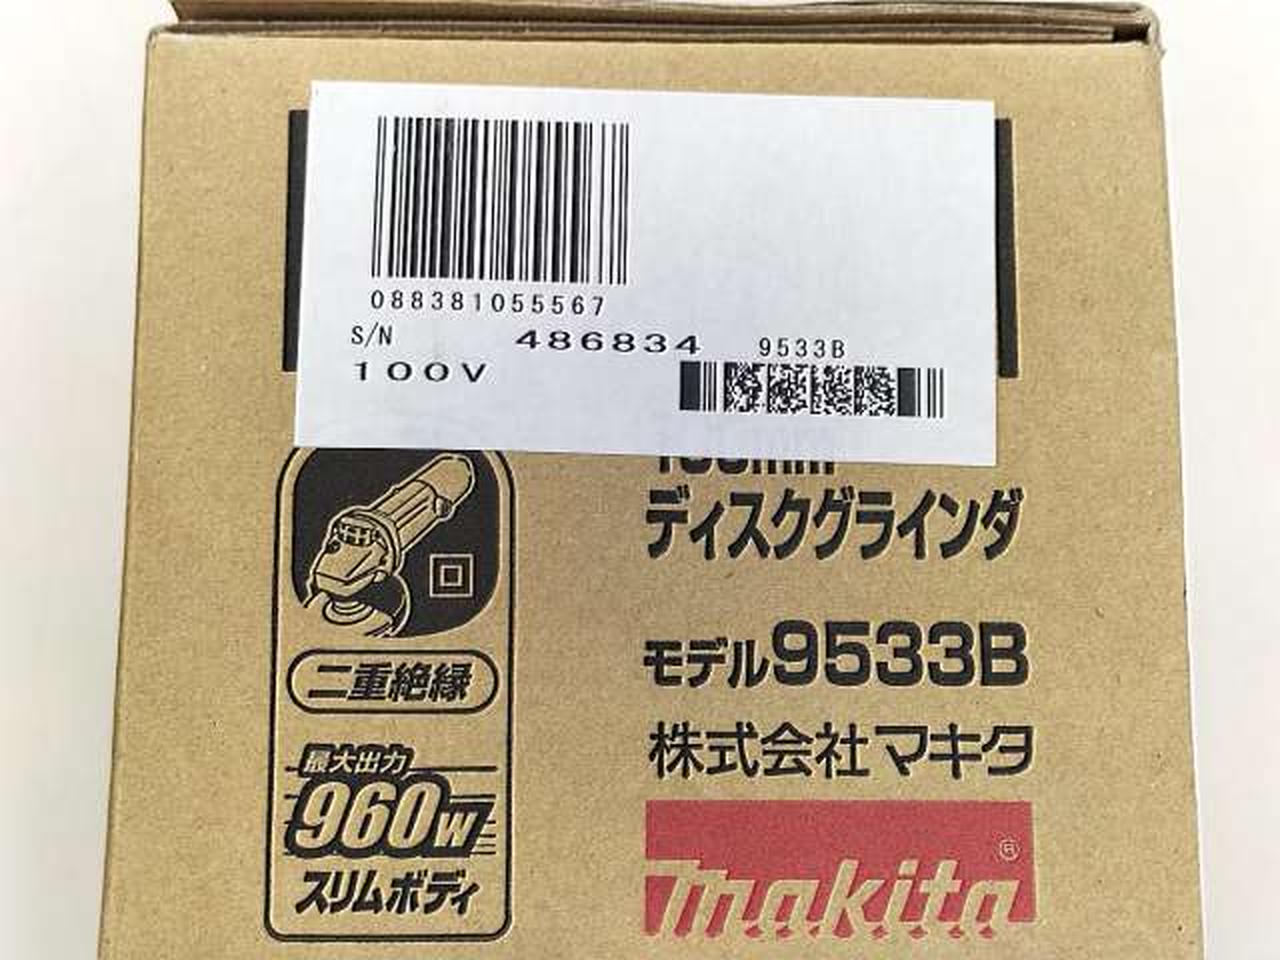 088381055567
S/N 486834 9533B
100V
ディスクグラインダ
モデル9533B
株式会社マキタ
makita®
二重絶縁
最大出力
960w
スリムボディ